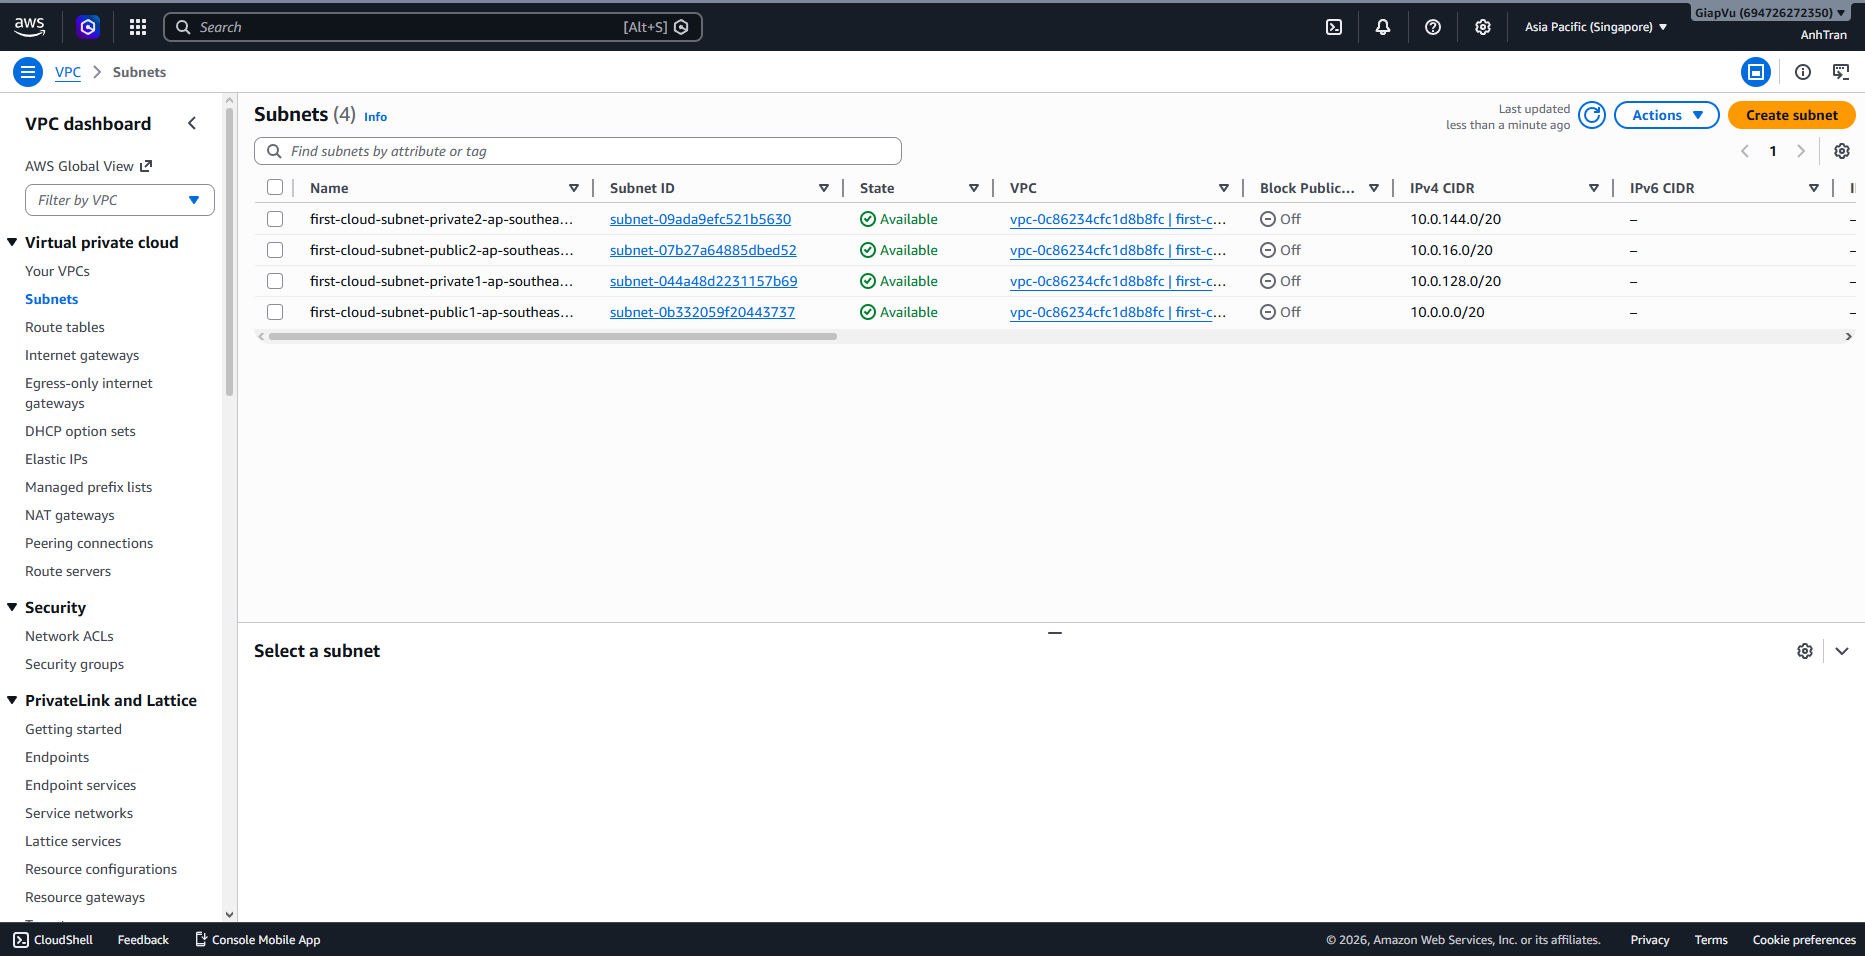 aws
Search [Alt+S]
Asia Pacific (Singapore)
GiapVu (694726272350)
AnhTran
VPC Subnets
VPC dashboard
AWS Global View
Filter by VPC
Virtual private cloud
Your VPCs
Subnets
Route tables
Internet gateways
Egress-only internet
gateways
DHCP option sets
Elastic IPs
Managed prefix lists
NAT gateways
Peering connections
Route servers
Security
Network ACLs
Security groups
PrivateLink and Lattice
Getting started
Endpoints
Endpoint services
Service networks
Lattice services
Resource configurations
Resource gateways
Subnets (4) Info
Last updated
less than a minute ago
Actions
Create subnet
Find subnets by attribute or tag
1
Name Subnet ID State VPC Block Public... IPv4 CIDR IPv6 CIDR
first-cloud-subnet-private2-ap-southea... subnet-09ada9efc521b5630 Available vpc-0c86234cfc1d8b8fc | first-c... Off 10.0.144.0/20 –
first-cloud-subnet-public2-ap-southeas... subnet-07b27a64885dbed52 Available vpc-0c86234cfc1d8b8fc | first-c... Off 10.0.16.0/20 –
first-cloud-subnet-private1-ap-southea... subnet-044a48d2231157b69 Available vpc-0c86234cfc1d8b8fc | first-c... Off 10.0.128.0/20 –
first-cloud-subnet-public1-ap-southeas... subnet-0b332059f20443737 Available vpc-0c86234cfc1d8b8fc | first-c... Off 10.0.0.0/20 –
Select a subnet
CloudShell Feedback Console Mobile App
© 2026, Amazon Web Services, Inc. or its affiliates. Privacy Terms Cookie preferences